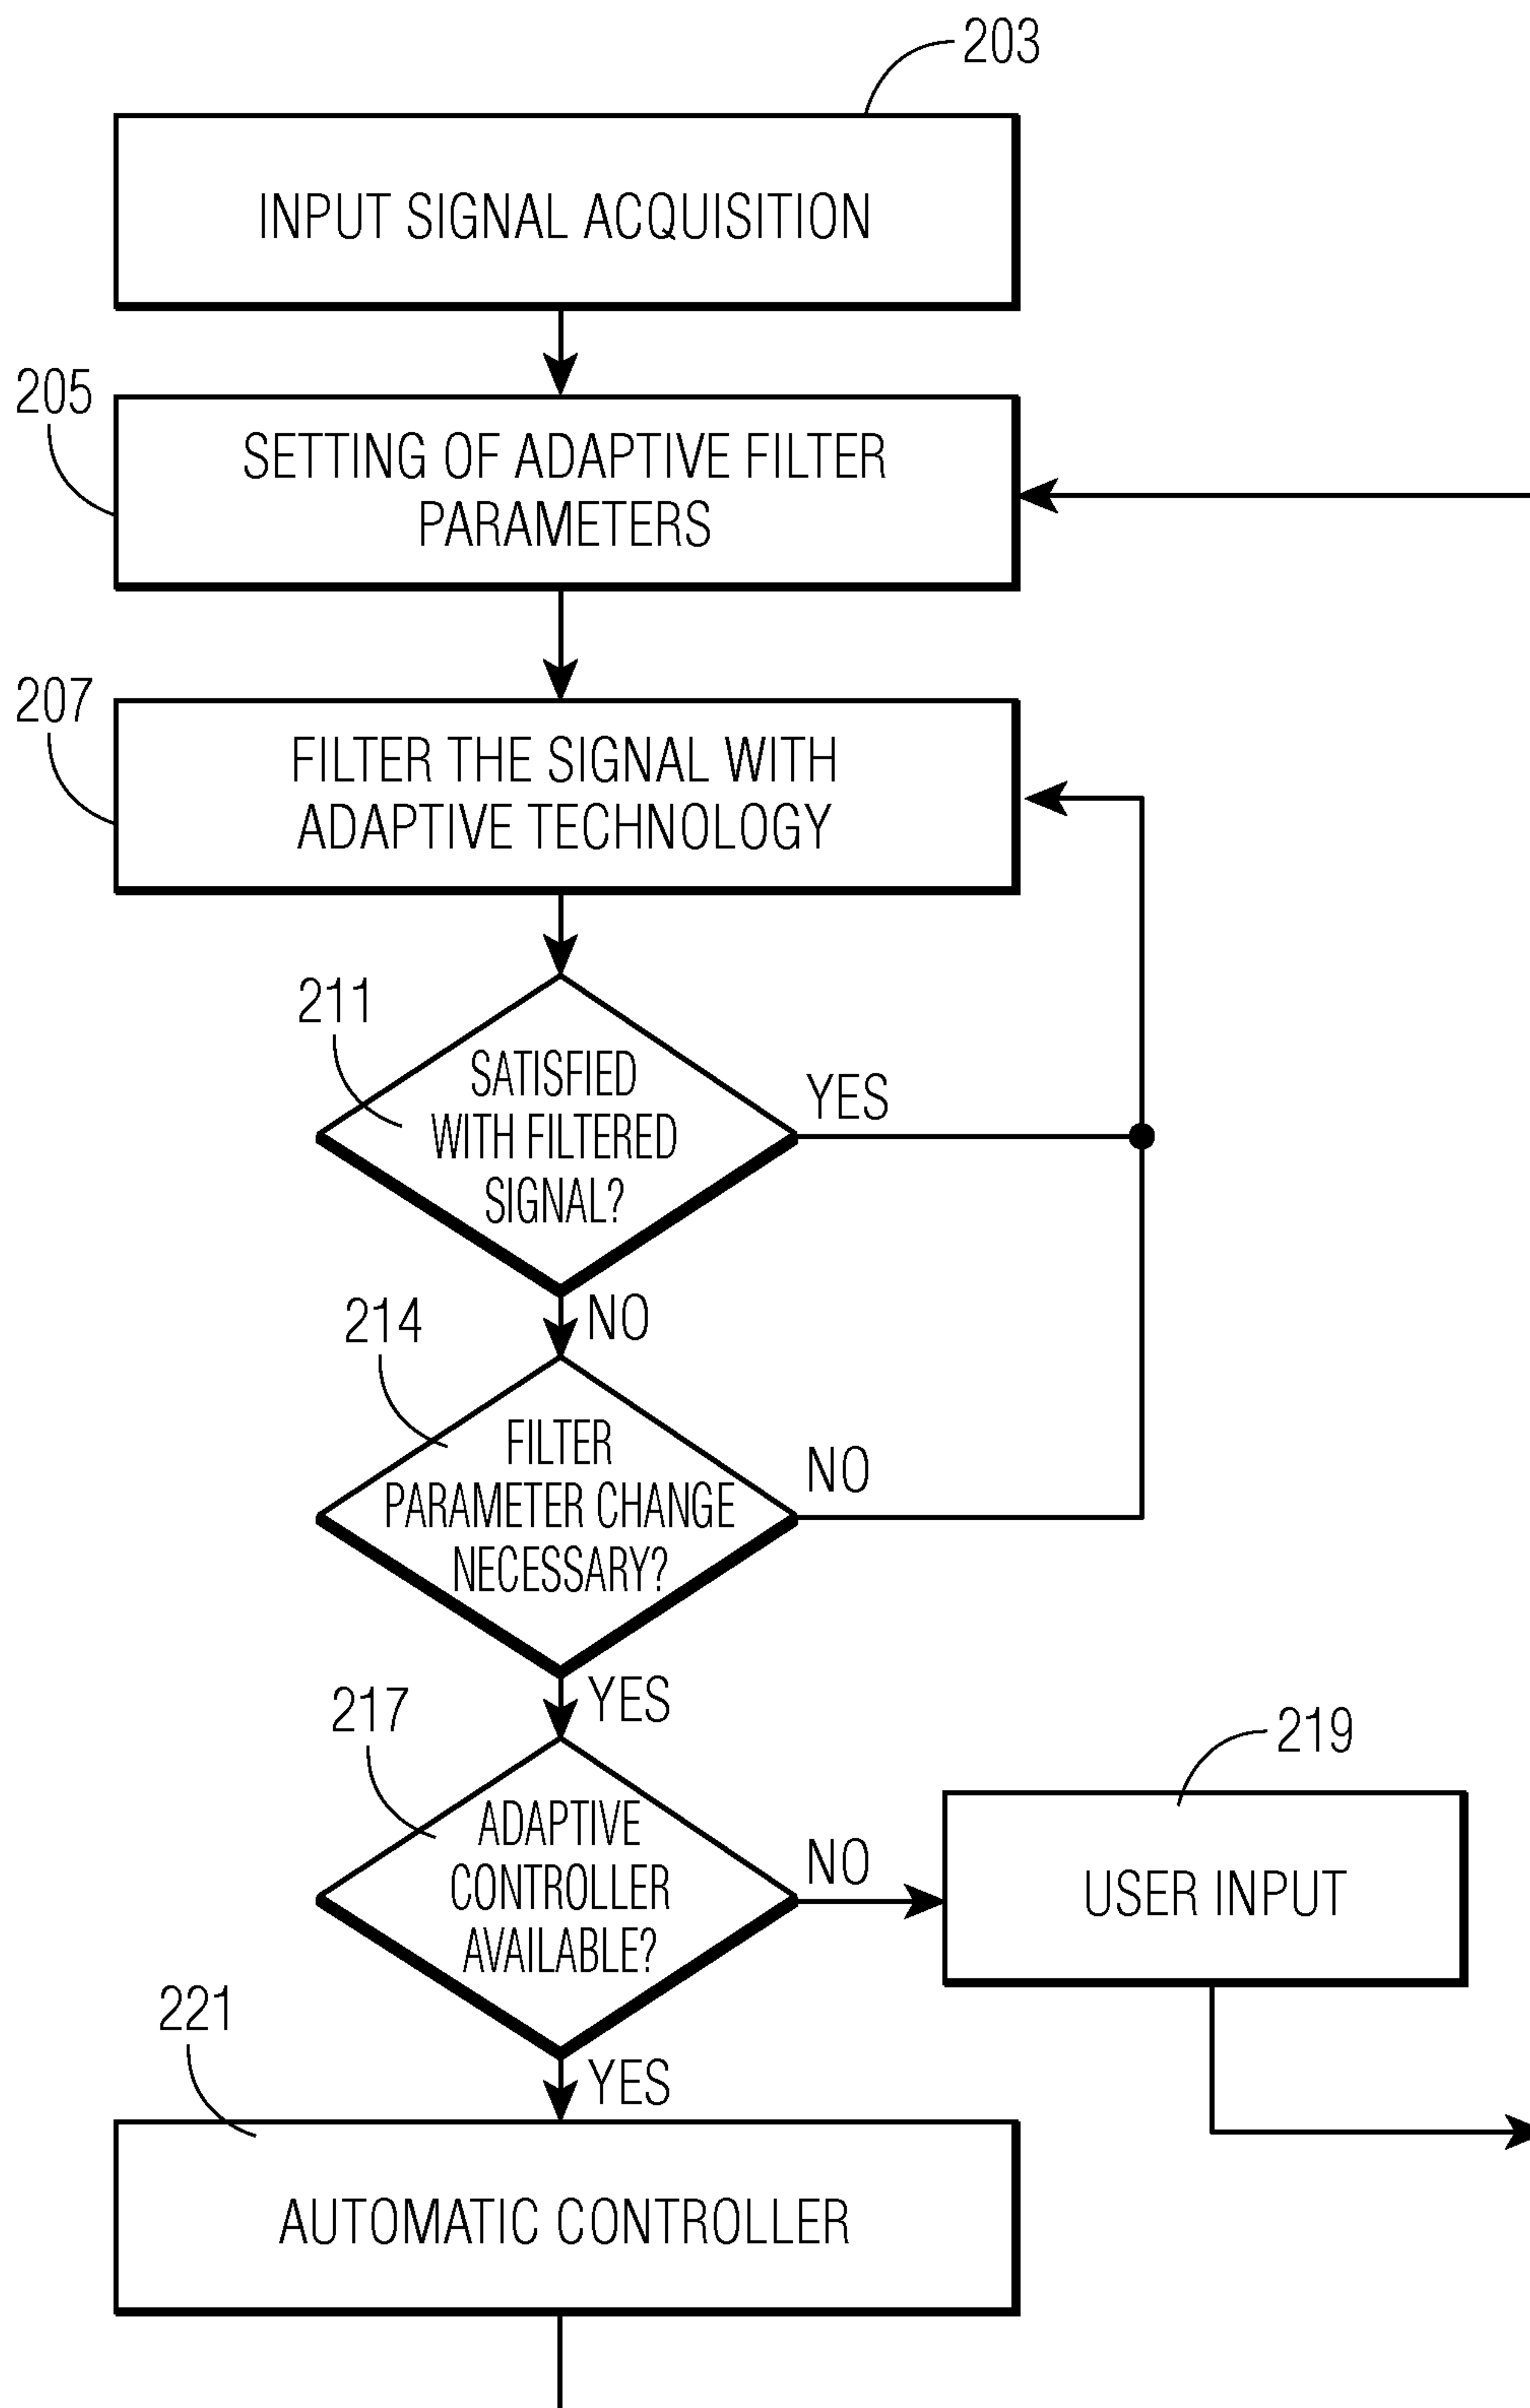 203
INPUT SIGNAL ACQUISITION
205
SETTING OF ADAPTIVE FILTER
PARAMETERS
207
FILTER THE SIGNAL WITH
ADAPTIVE TECHNOLOGY
211
SATISFIED
WITH FILTERED
SIGNAL?
YES
NO
214
FILTER
PARAMETER CHANGE
NECESSARY?
NO
YES
217
ADAPTIVE
CONTROLLER
AVAILABLE?
NO
219
USER INPUT
YES
221
AUTOMATIC CONTROLLER